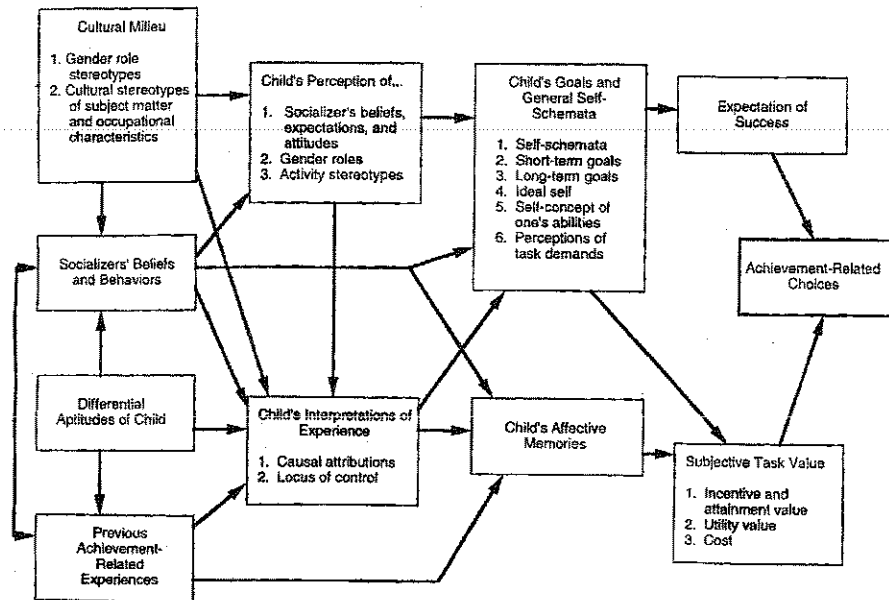 Cultural Milieu
1. Gender role
stereotypes
2. Cultural stereotypes
of subject matter
and occupational
characteristics
Child's Perception of...
1. Socializer's beliefs,
expectations, and
attitudes
2. Gender roles
3. Activity stereotypes
Child's Goals and
General Self-
Schemata
1. Self-schemata
2. Short-term goals
3. Long-term goals
4. Ideal self
5. Self-concept of
one's abilities
6. Perceptions of
task demands
Expectation of
Success
Socializers' Beliefs
and Behaviors
Achievement-Related
Choices
Differential
Aptitudes of Child
Child's Interpretations of
Experience
1. Causal attributions
2. Locus of control
Child's Affective
Memories
Subjective Task Value
1. Incentive and
attainment value
2. Utility value
3. Cost
Previous
Achievement-
Related
Experiences